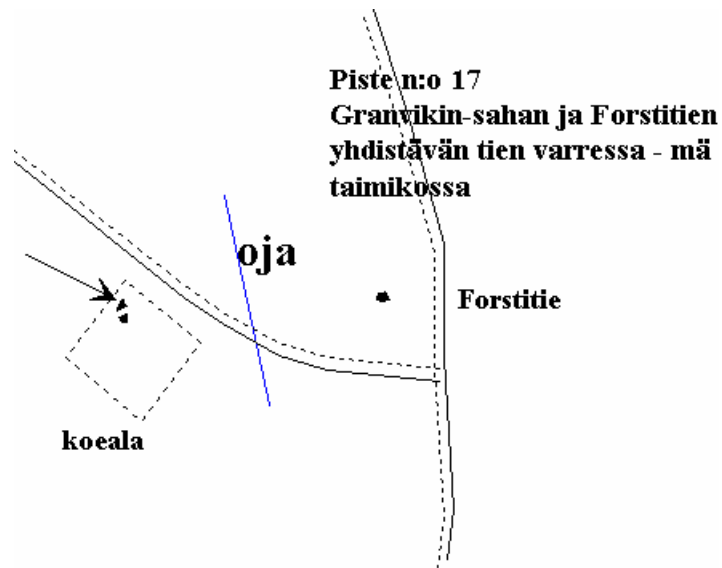 Piste n:o 17
Granvikin-sahan ja Forstitien
yhdistävän tien varressa - mä
taimikossa
oja
Forstitie
koeala